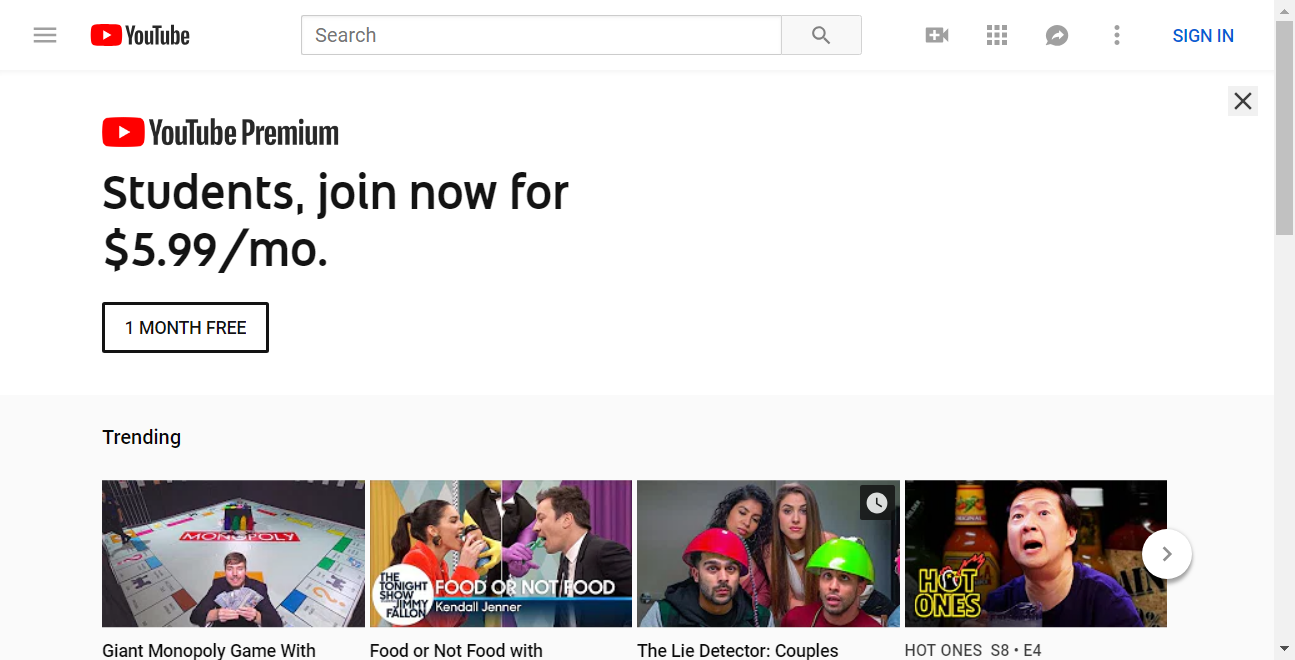 YouTube
Search
SIGN IN
YouTube Premium
Students, join now for
$5.99/mo.
1 MONTH FREE
Trending
MONOPOLY
THE
TONIGHT
SHOW
JIMMY
FALLON
FOOD OR NOT FOOD
Kendall Jenner
HOT
ONES
Giant Monopoly Game With
Food or Not Food with
The Lie Detector: Couples
HOT ONES S8 • E4